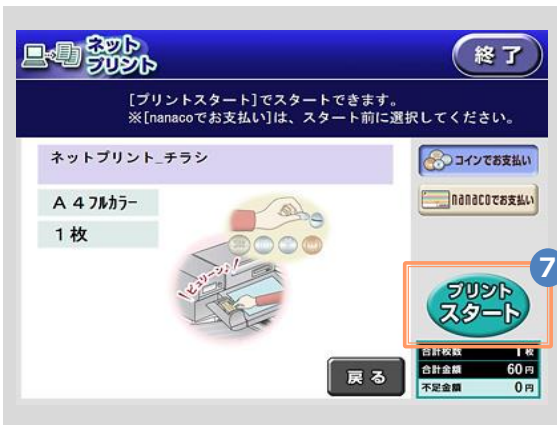 ネット
プリント
終了
[プリントスタート]でスタートできます。
※[nanacoでお支払い]は、スタート前に選択してください。
ネットプリント_チラシ
A4フルカラー
1枚
ピュリーン!
コインでお支払い
nanacoでお支払い
プリント
スタート
7
合計枚数 1枚
合計金額 60円
不足金額 0円
戻る